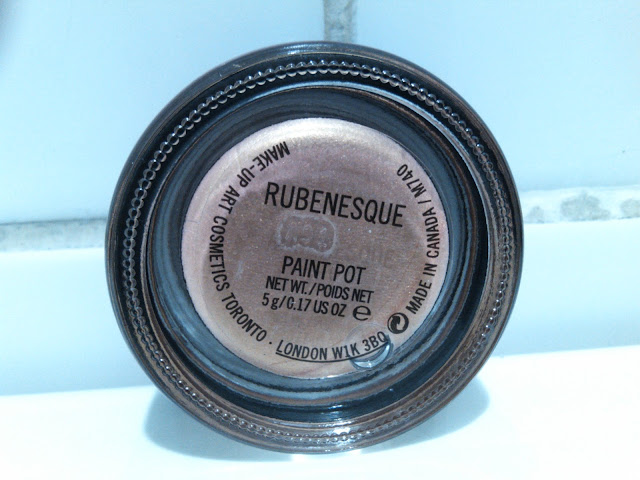 RUBENESQUE
PAINT POT
NET WT./POIDS NET
5 g/0.17 US OZ e
MAKE-UP ART COSMETICS TORONTO · LONDON W1K 3BQ
MADE IN CANADA / M740